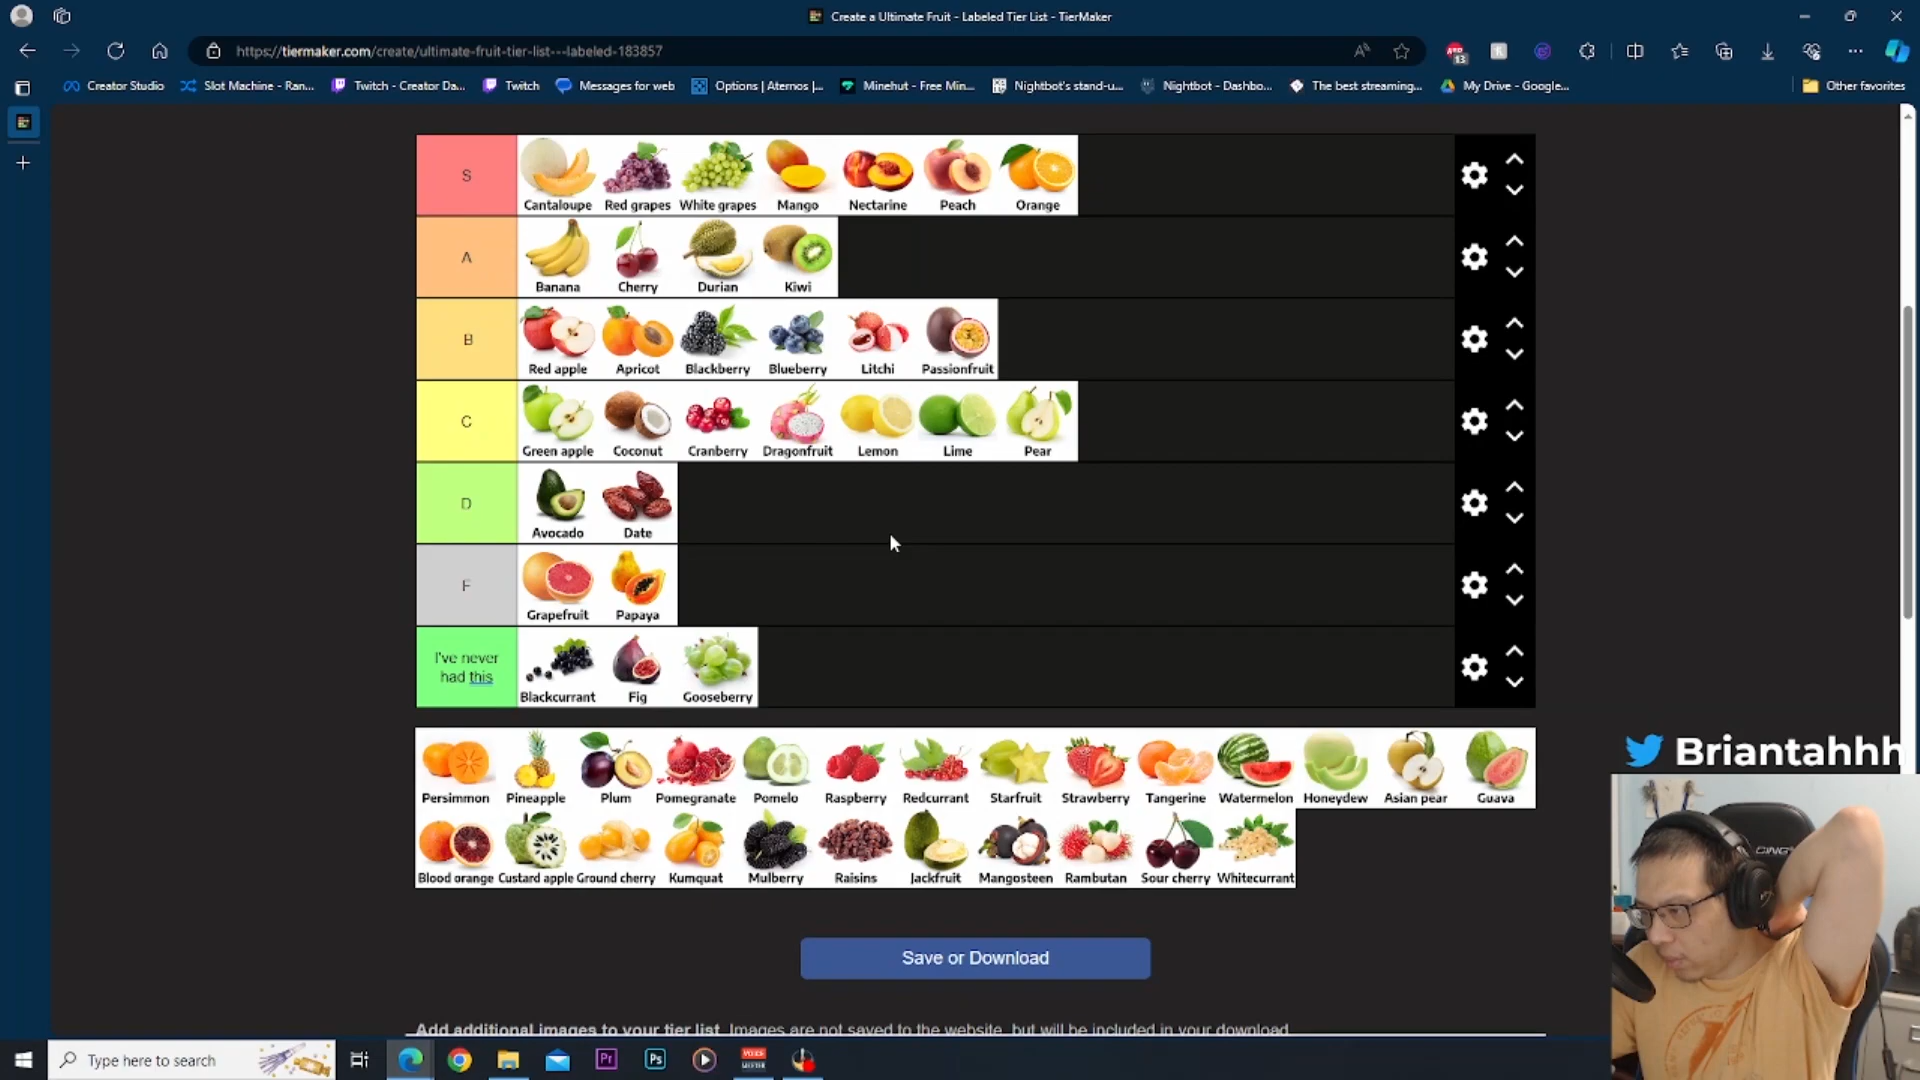 Create a Ultimate Fruit - Labeled Tier List - TierMaker
https://tiermaker.com/create/ultimate-fruit-tier-list---labeled-183857
Creator Studio Slot Machine - Ran... Twitch - Creator Da... Twitch Messages for web Options | Aternos |... Minehut - Free Min... Nightbot's stand-u... Nightbot - Dashbo... The best streaming... My Drive - Google... Other favorites
S
Cantaloupe Red grapes White grapes Mango Nectarine Peach Orange
A
Banana Cherry Durian Kiwi
B
Red apple Apricot Blackberry Blueberry Litchi Passionfruit
C
Green apple Coconut Cranberry Dragonfruit Lemon Lime Pear
D
Avocado Date
F
Grapefruit Papaya
I've never
had this
Blackcurrant Fig Gooseberry
Persimmon Pineapple Plum Pomegranate Pomelo Raspberry Redcurrant Starfruit Strawberry Tangerine Watermelon Honeydew Asian pear Guava
Blood orange Custard apple Ground cherry Kumquat Mulberry Raisins Jackfruit Mangosteen Rambutan Sour cherry Whitecurrant
Briantahhh
Save or Download
Add additional images to your tier list. Images are not saved to the website, but will be included in your download
Type here to search
Pr
Ps